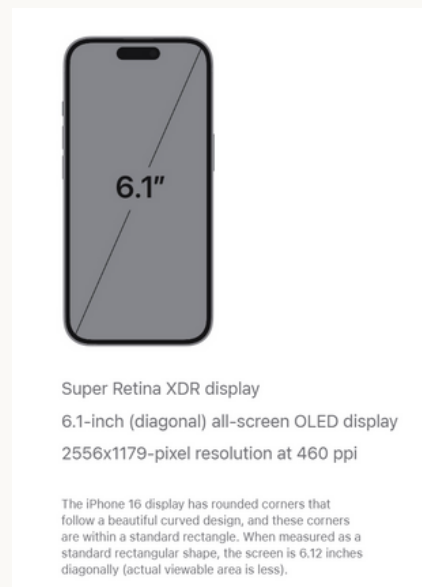 6.1″
Super Retina XDR display
6.1-inch (diagonal) all-screen OLED display
2556x1179-pixel resolution at 460 ppi
The iPhone 16 display has rounded corners that
follow a beautiful curved design, and these corners
are within a standard rectangle. When measured as a
standard rectangular shape, the screen is 6.12 inches
diagonally (actual viewable area is less).